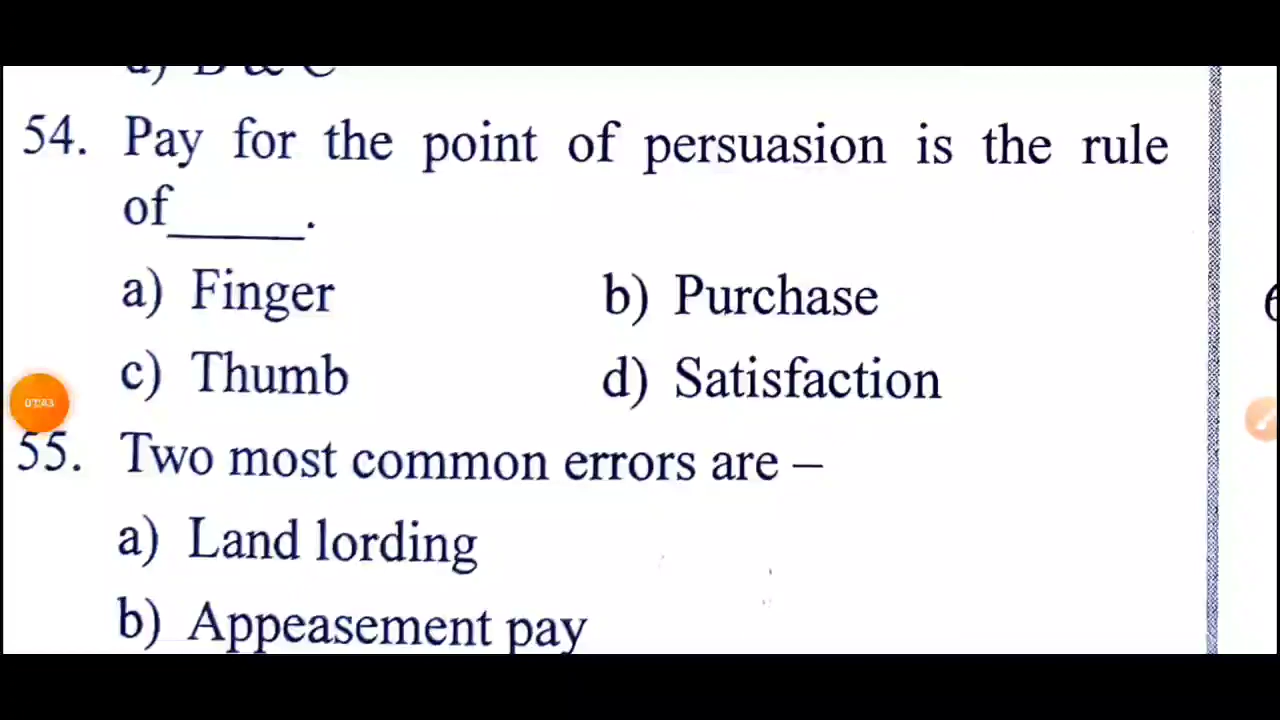 d) B & C
54. Pay for the point of persuasion is the rule
of_____.
a) Finger b) Purchase
c) Thumb d) Satisfaction
55. Two most common errors are –
a) Land lording
b) Appeasement pay